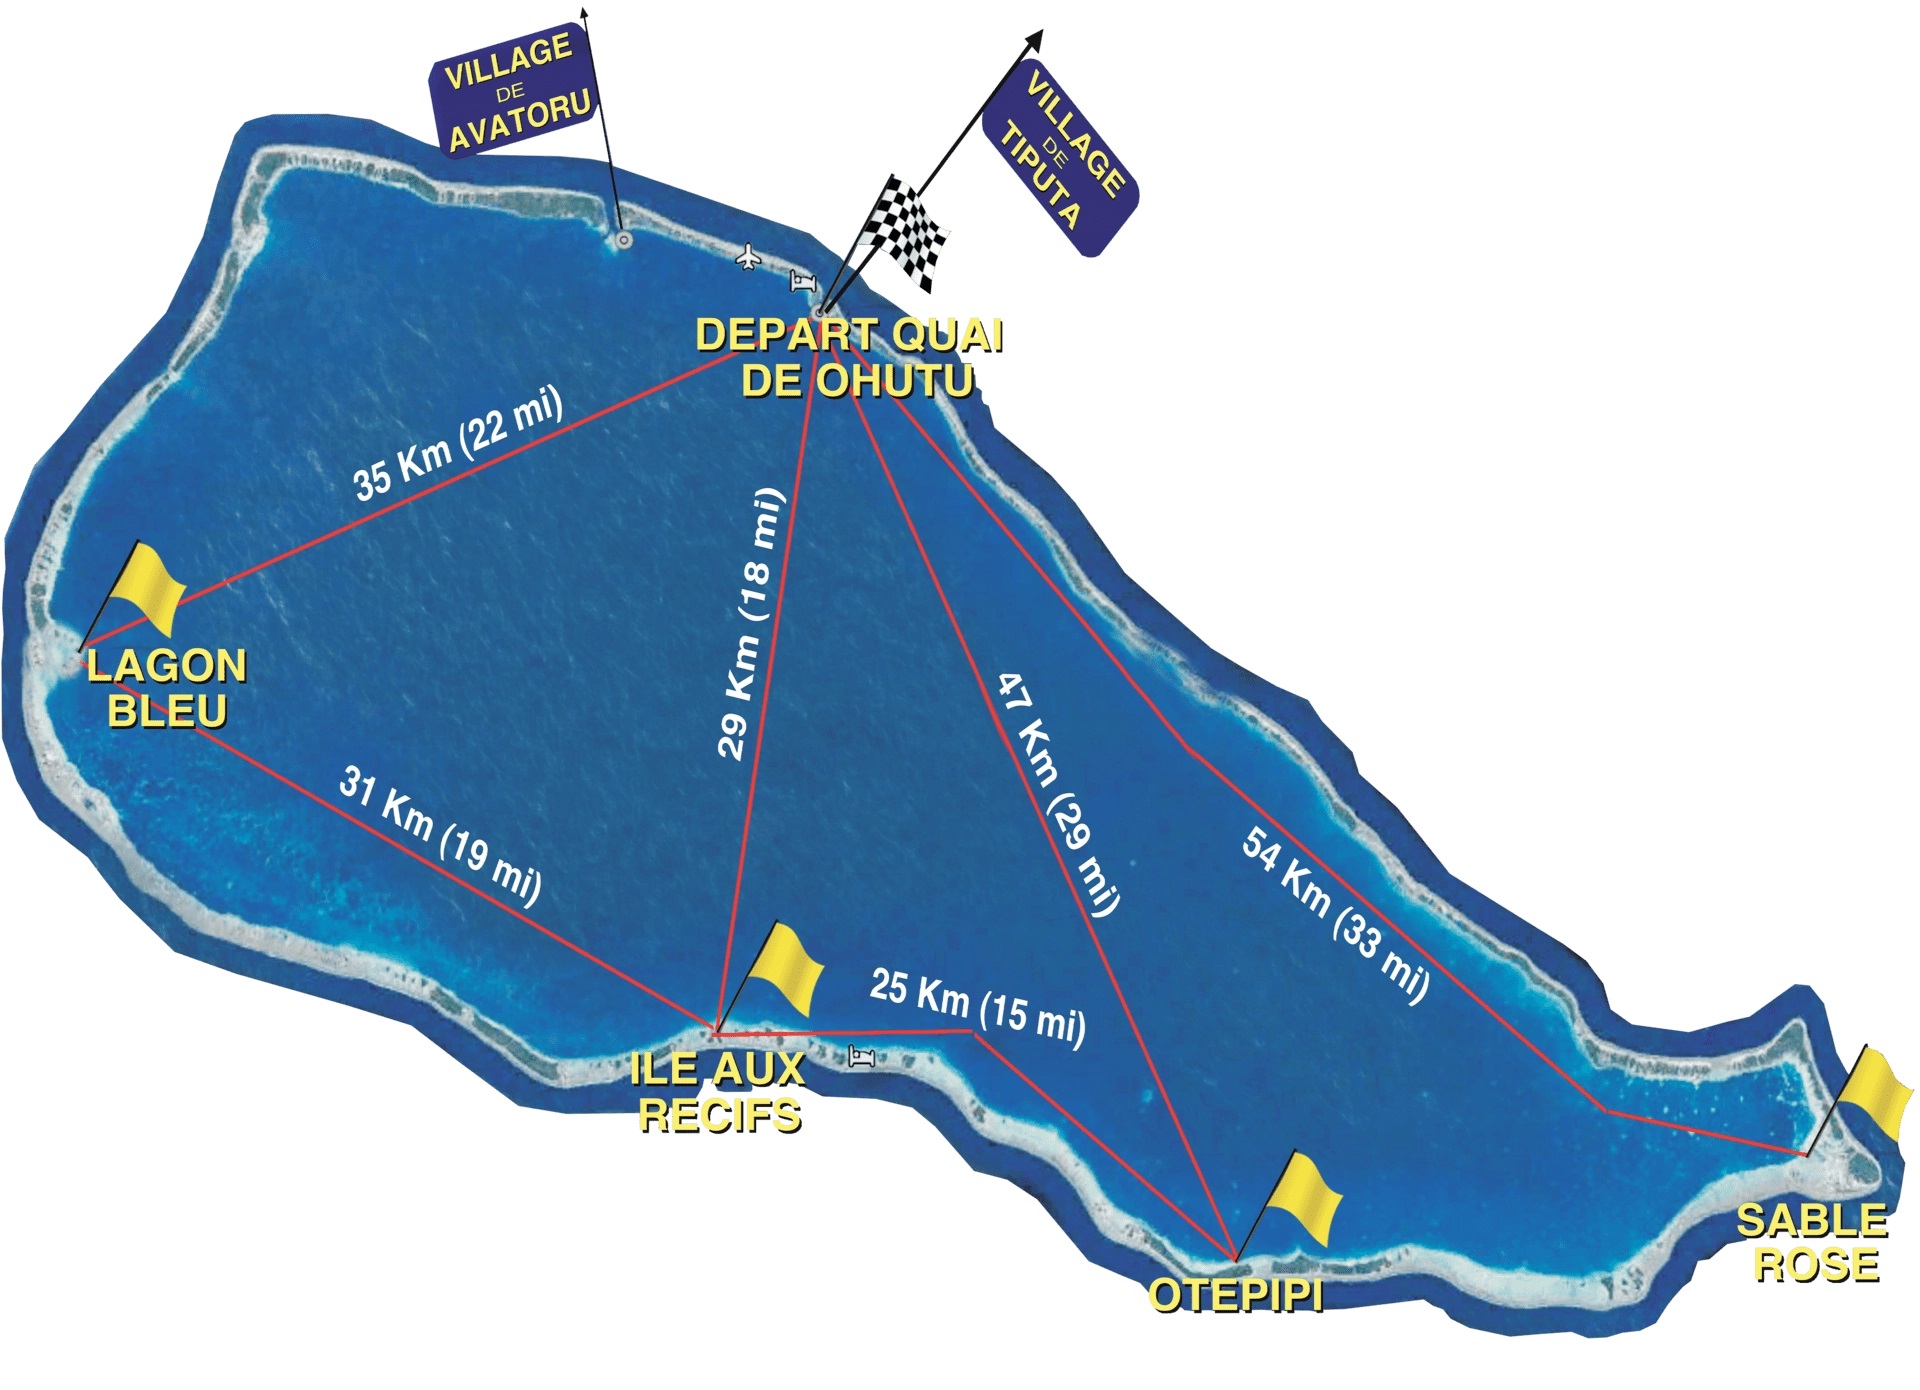 VILLAGE
DE
AVATORU
VILLAGE
DE
TIPUTA
DEPART QUAI
DE OHUTU
35 Km (22 mi)
29 Km (18 mi)
LAGON
BLEU
47 Km (29 mi)
31 Km (19 mi)
54 Km (33 mi)
25 Km (15 mi)
ILE AUX
RECIFS
SABLE
ROSE
OTEPIPI